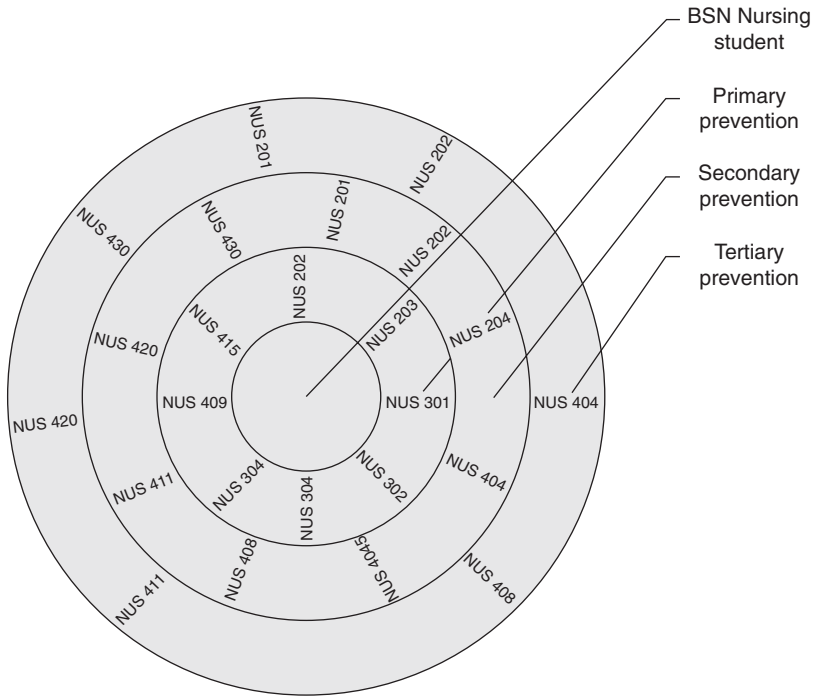 BSN Nursing
student
Primary
prevention
Secondary
prevention
Tertiary
prevention
NUS 201
NUS 202
NUS 404
NUS 408
NUS 411
NUS 420
NUS 430
NUS 201
NUS 202
NUS 204
NUS 404
NUS 4045
NUS 408
NUS 411
NUS 420
NUS 430
NUS 202
NUS 203
NUS 301
NUS 302
NUS 304
NUS 304
NUS 409
NUS 415